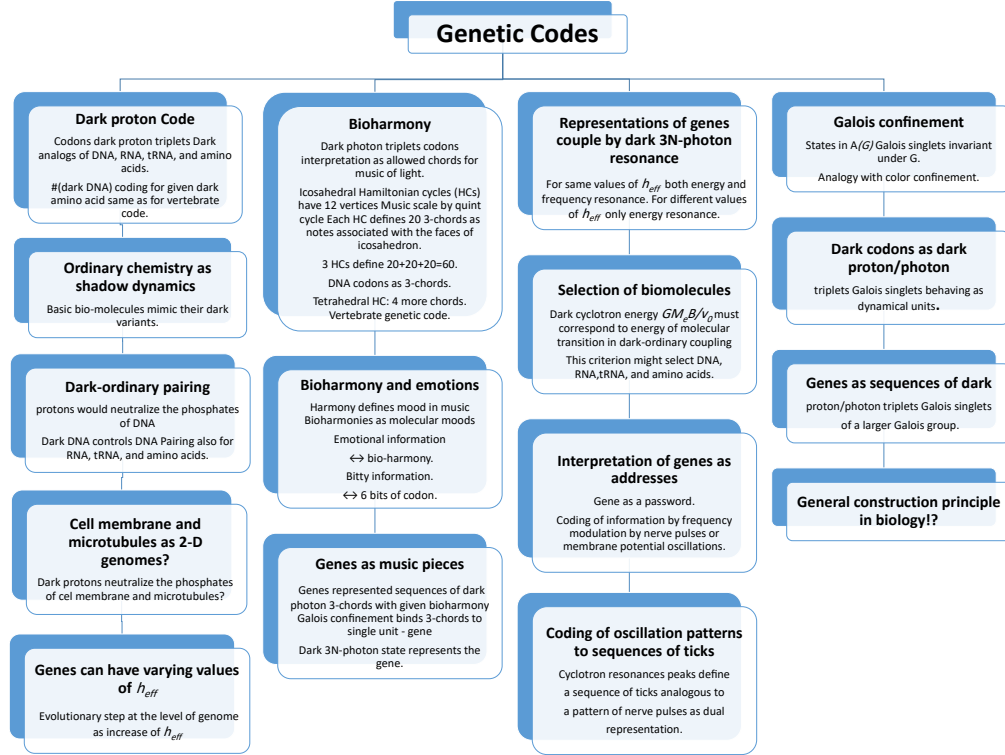 Genetic Codes
Dark proton Code
Codons dark proton triplets Dark
analogs of DNA, RNA, tRNA, and amino
acids.
#(dark DNA) coding for given dark
amino acid same as for vertebrate
code.
Ordinary chemistry as
shadow dynamics
Basic bio-molecules mimic their dark
variants.
Dark-ordinary pairing
protons would neutralize the phosphates
of DNA
Dark DNA controls DNA Pairing also for
RNA, tRNA, and amino acids.
Cell membrane and
microtubules as 2-D
genomes?
Dark protons neutralize the phosphates
of cel membrane and microtubules?
Genes can have varying values
of h_eff
Evolutionary step at the level of genome
as increase of h_eff
Bioharmony
Dark photon triplets codons
interpretation as allowed chords for
music of light.
Icosahedral Hamiltonian cycles (HCs)
have 12 vertices Music scale by quint
cycle Each HC defines 20 3-chords as
notes associated with the faces of
icosahedron.
3 HCs define 20+20+20=60.
DNA codons as 3-chords.
Tetrahedral HC: 4 more chords.
Vertebrate genetic code.
Bioharmony and emotions
Harmony defines mood in music
Bioharmonies as molecular moods
Emotional information
↔ bio-harmony.
Bitty information.
↔ 6 bits of codon.
Genes as music pieces
Genes represented sequences of dark
photon 3-chords with given bioharmony
Galois confinement binds 3-chords to
single unit - gene
Dark 3N-photon state represents the
gene.
Representations of genes
couple by dark 3N-photon
resonance
For same values of h_eff both energy and
frequency resonance. For different values
of h_eff only energy resonance.
Selection of biomolecules
Dark cyclotron energy GM_eB/v_0 must
correspond to energy of molecular
transition in dark-ordinary coupling
This criterion might select DNA,
RNA,tRNA, and amino acids.
Interpretation of genes as
addresses
Gene as a password.
Coding of information by frequency
modulation by nerve pulses or
membrane potential oscillations.
Coding of oscillation patterns
to sequences of ticks
Cyclotron resonances peaks define
a sequence of ticks analogous to
a pattern of nerve pulses as dual
representation.
Galois confinement
States in A(G) Galois singlets invariant
under G.
Analogy with color confinement.
Dark codons as dark
proton/photon
triplets Galois singlets behaving as
dynamical units.
Genes as sequences of dark
proton/photon triplets Galois singlets
of a larger Galois group.
General construction principle
in biology!?